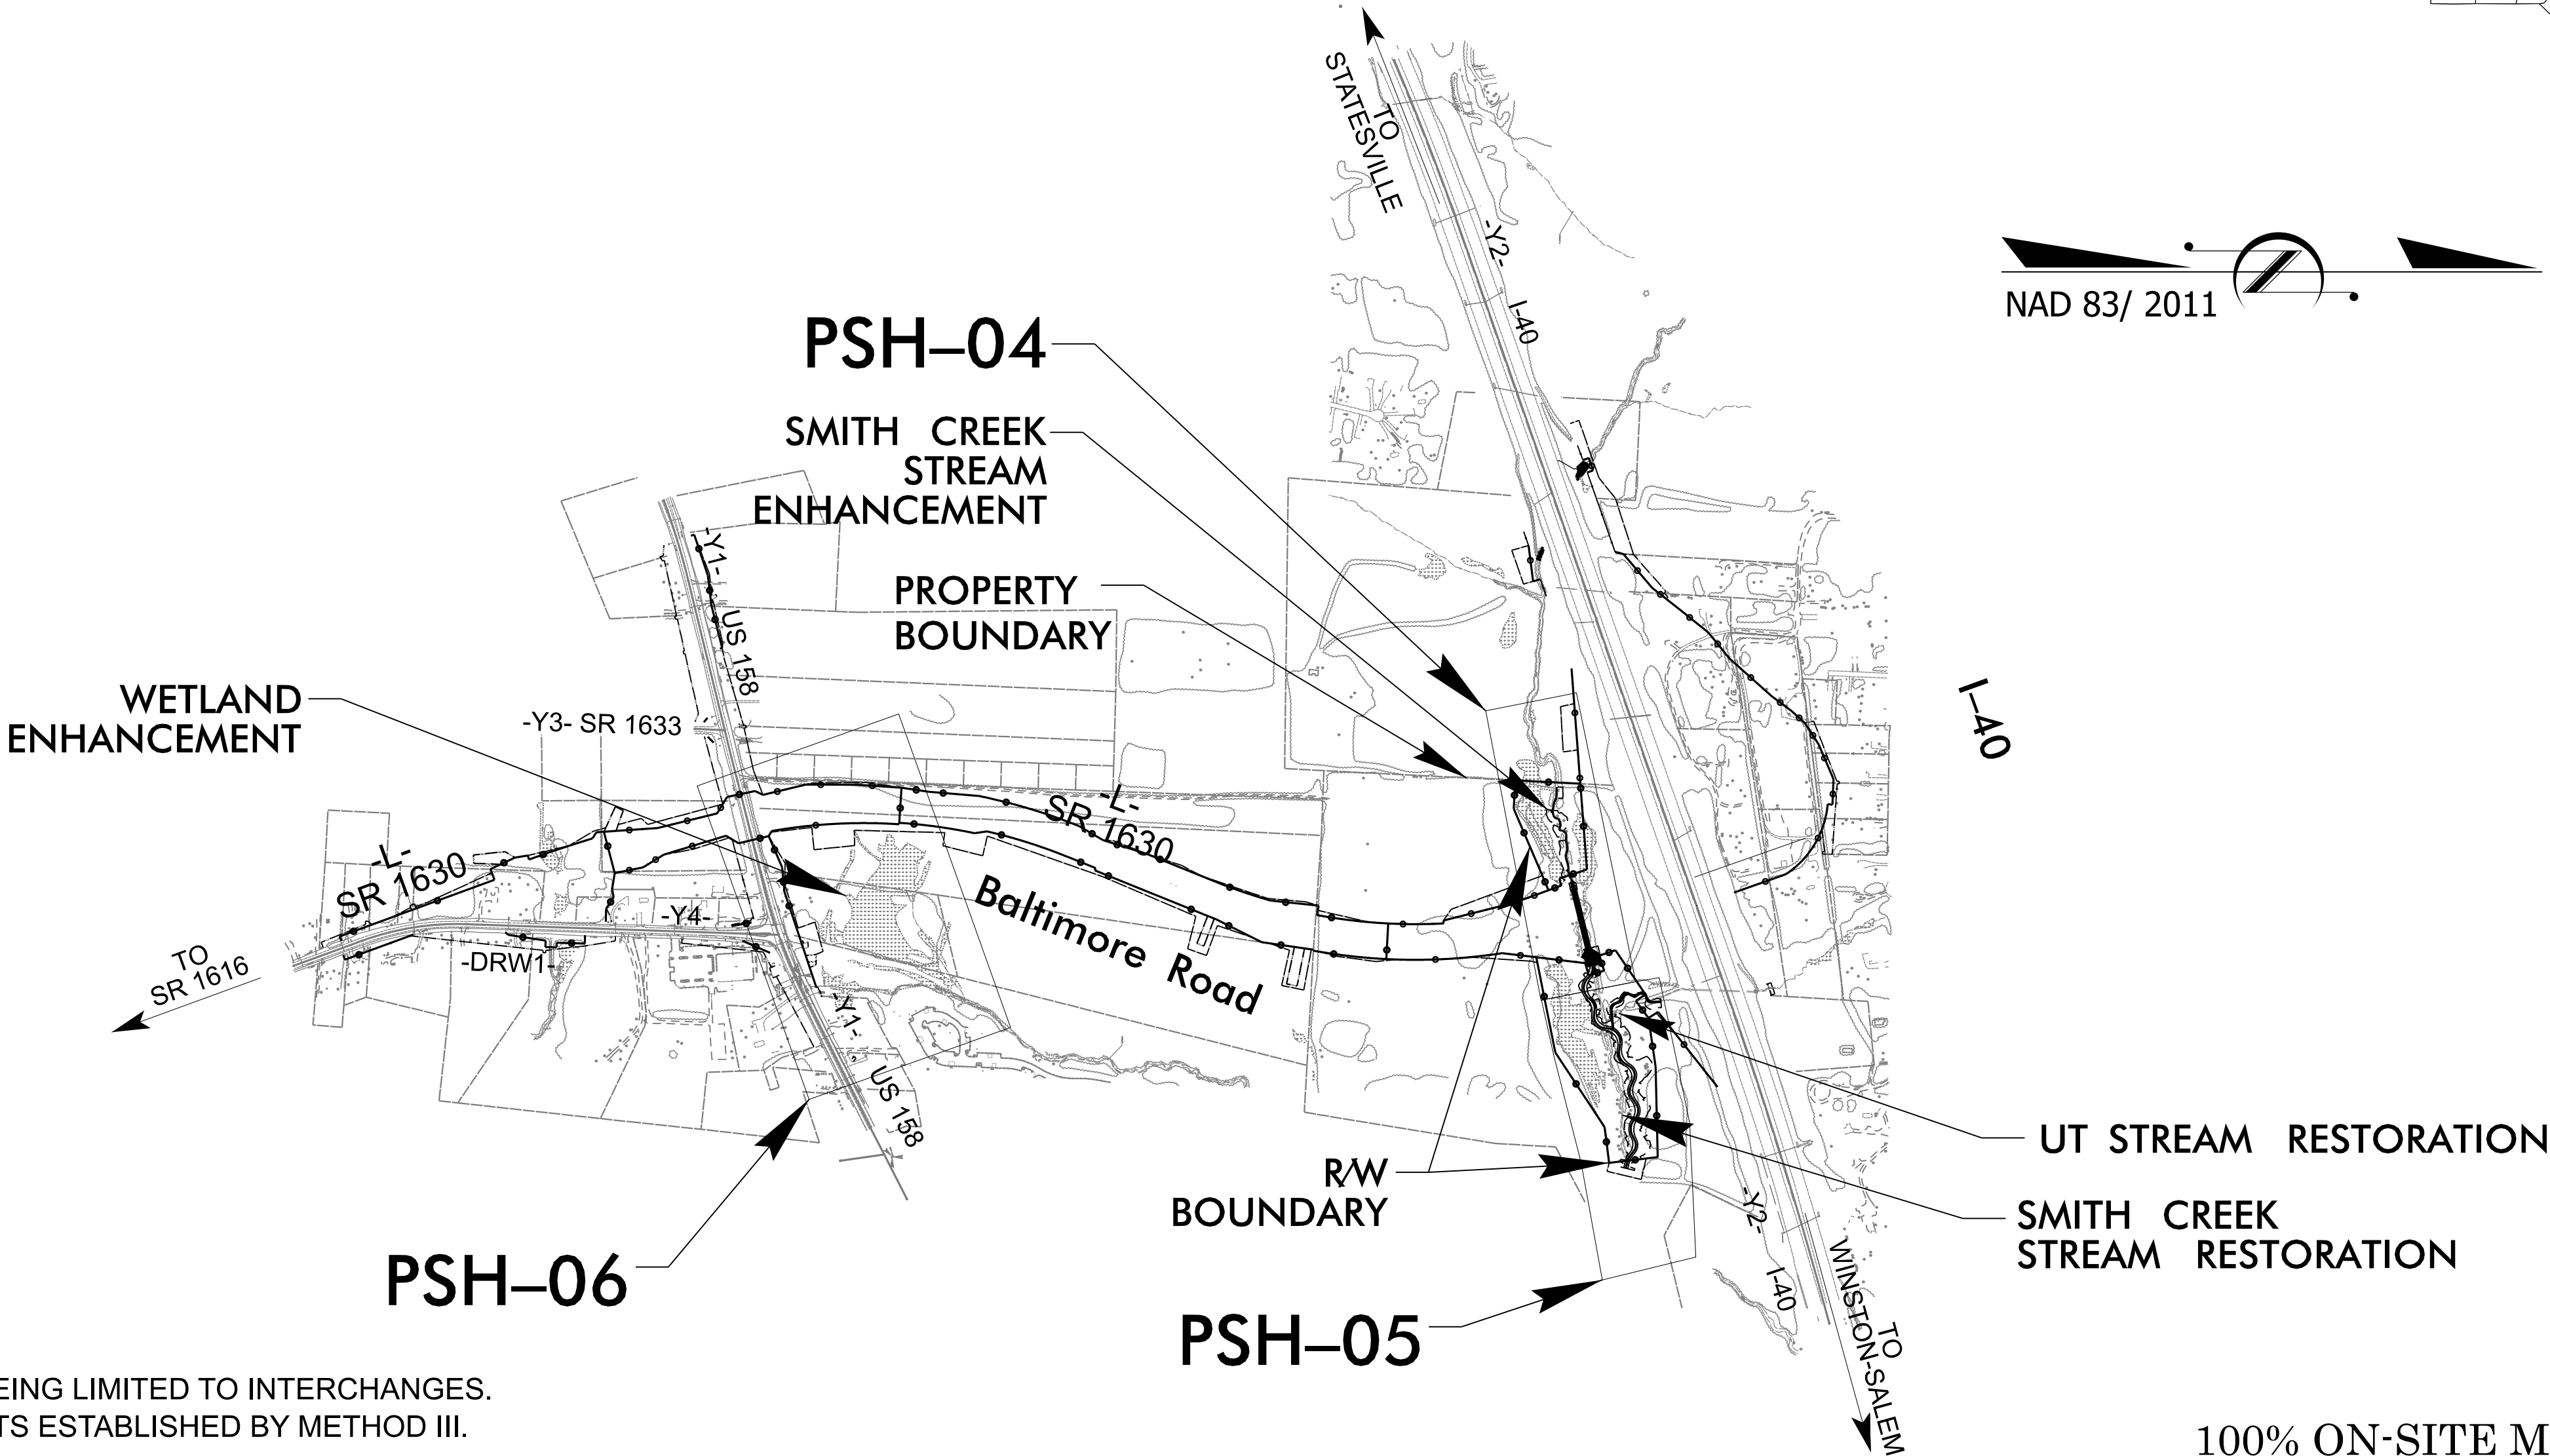 TO
STATESVILLE
-Y2-
I-40
NAD 83/ 2011
PSH–04
SMITH CREEK
STREAM
ENHANCEMENT
PROPERTY
BOUNDARY
-Y1-
US 158
WETLAND
ENHANCEMENT
-Y3- SR 1633
I–40
-L-
SR 1630
-L-
SR 1630
Baltimore Road
-Y4-
-DRW1-
TO
SR 1616
-Y1-
US 158
UT STREAM RESTORATION
R/W
BOUNDARY
SMITH CREEK
STREAM RESTORATION
-Y2-
I-40
PSH–06
PSH–05
TO
WINSTON-SALEM
EING LIMITED TO INTERCHANGES.
TS ESTABLISHED BY METHOD III.
100% ON-SITE M